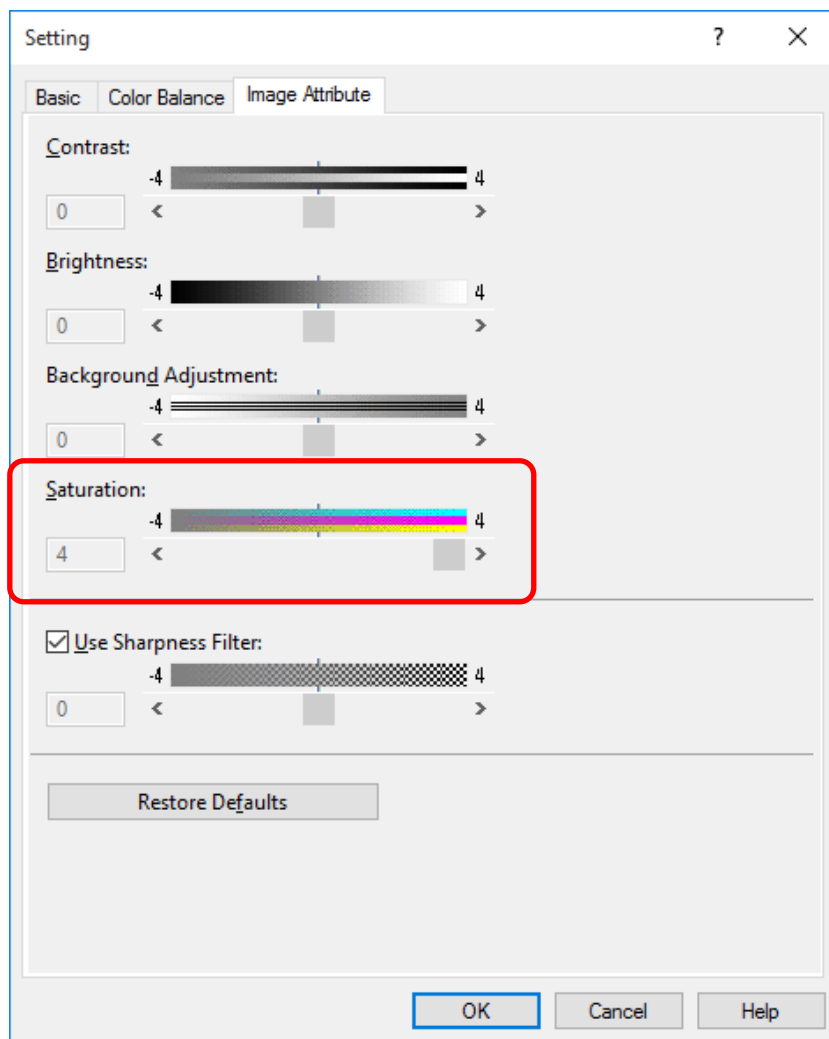 Setting ? ×
Basic Color Balance Image Attribute
Contrast:
-4 4
0 < >
Brightness:
-4 4
0 < >
Background Adjustment:
-4 4
0 < >
Saturation:
-4 4
4 < >
Use Sharpness Filter:
-4 4
0 < >
Restore Defaults
OK Cancel Help